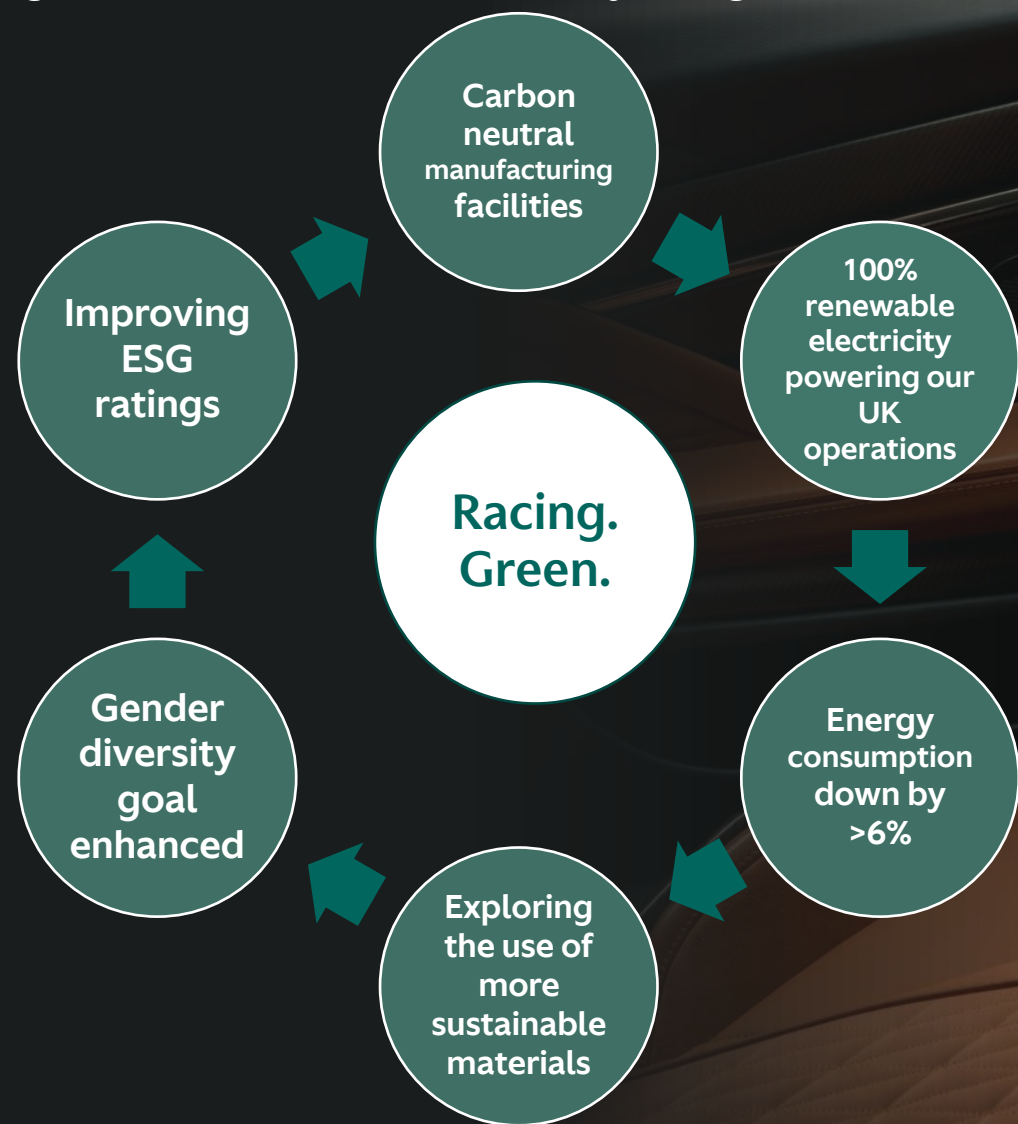 Carbon
neutral
manufacturing
facilities
100%
renewable
electricity
powering our
UK
operations
Energy
consumption
down by
>6%
Exploring
the use of
more
sustainable
materials
Gender
diversity
goal
enhanced
Improving
ESG
ratings
Racing.
Green.